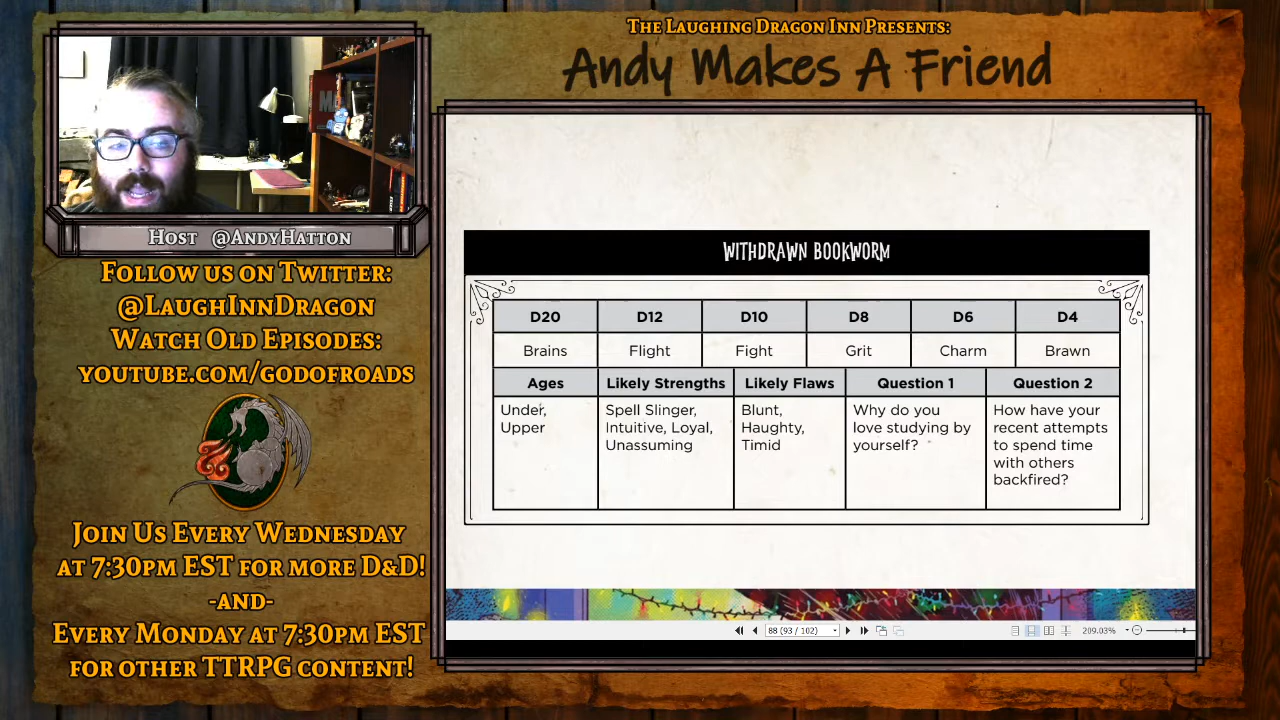 The Laughing Dragon Inn Presents:
Andy Makes A Friend
Host @AndyHatton
Follow us on Twitter:
@LaughInnDragon
Watch Old Episodes:
youtube.com/godofroads
Join Us Every Wednesday
at 7:30pm EST for more D&D!
-and-
Every Monday at 7:30pm EST
for other TTRPG content!
WITHDRAWN BOOKWORM
D20 D12 D10 D8 D6 D4
Brains Flight Fight Grit Charm Brawn
Ages Likely Strengths Likely Flaws Question 1 Question 2
Under, Spell Slinger, Blunt, Why do you How have your
Upper Intuitive, Loyal, Haughty, love studying by recent attempts
Unassuming Timid yourself? to spend time
with others
backfired?
88 (93 / 102) 209.03%